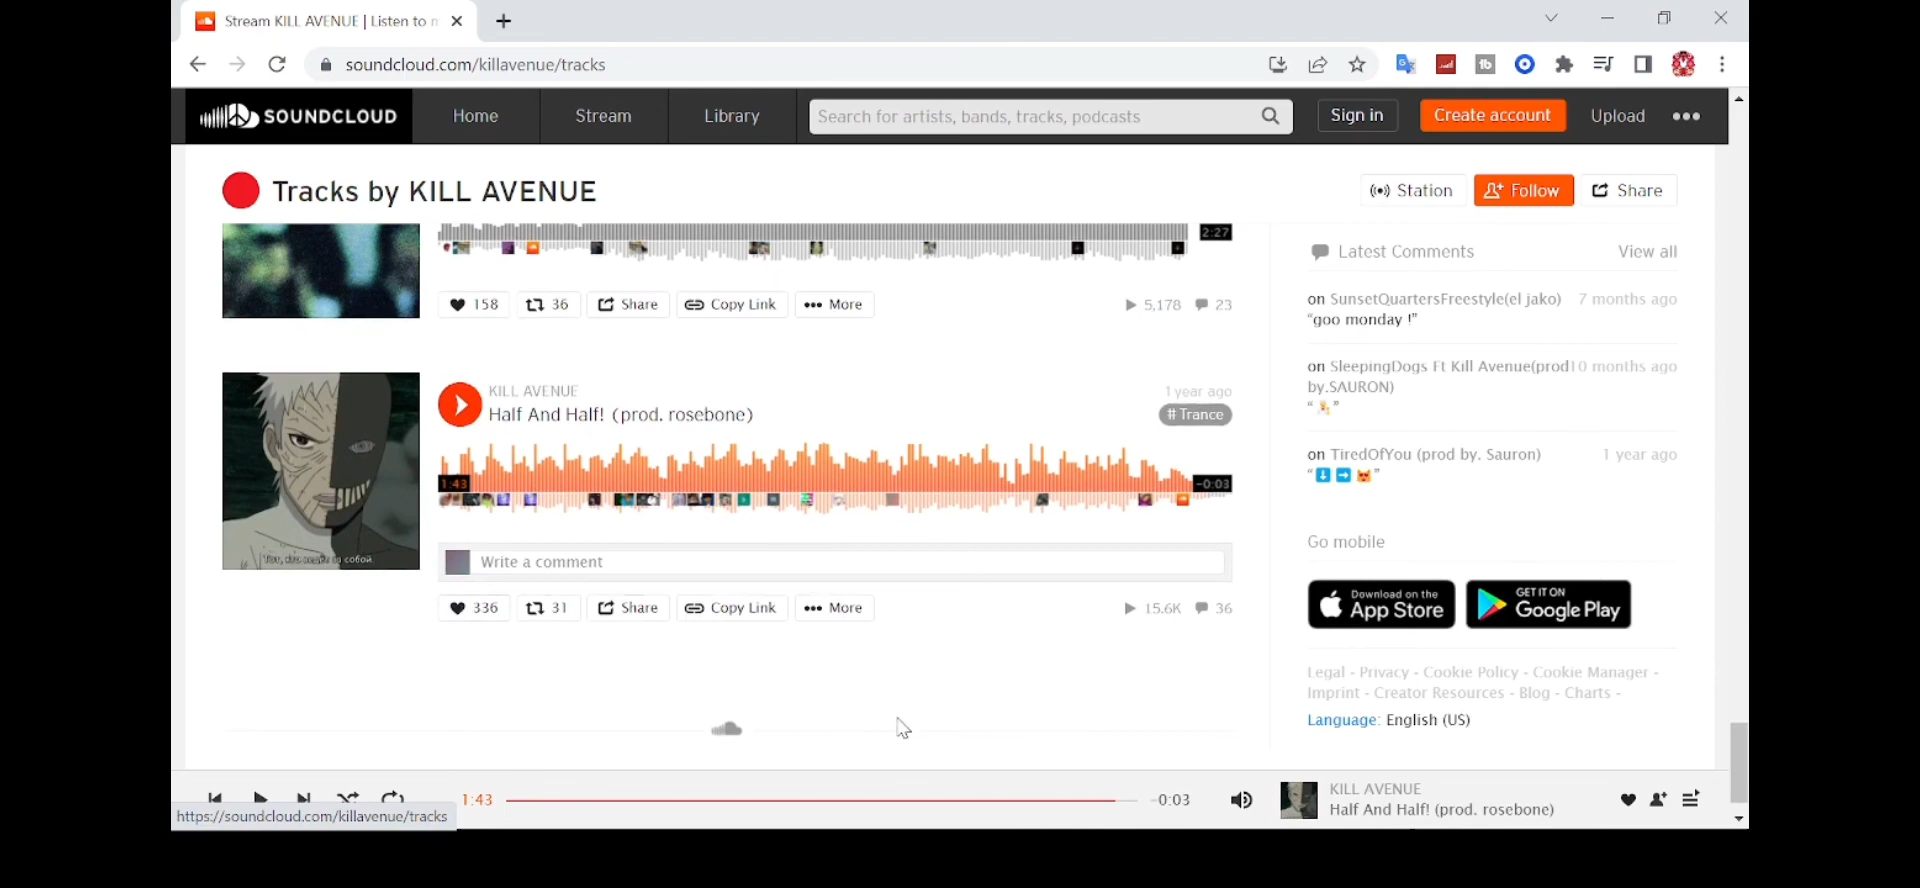 Stream KILL AVENUE | Listen to
soundcloud.com/killavenue/tracks
SOUNDCLOUD
Home
Stream
Library
Search for artists, bands, tracks, podcasts
Sign in
Create account
Upload
Tracks by KILL AVENUE
Station
Follow
Share
2:27
158
36
Share
Copy Link
More
5,178
23
KILL AVENUE
1 year ago
Half And Half! (prod. rosebone)
# Trance
1:43
-0:03
Write a comment
336
31
Share
Copy Link
More
15.6K
36
Latest Comments
View all
on SunsetQuartersFreestyle(el jako) 7 months ago
“goo monday !”
on SleepingDogs Ft Kill Avenue(prod 10 months ago
by.SAURON)
on TiredOfYou (prod by. Sauron) 1 year ago
Go mobile
Download on the
App Store
GET IT ON
Google Play
Legal - Privacy - Cookie Policy - Cookie Manager -
Imprint - Creator Resources - Blog - Charts -
Language: English (US)
1:43
-0:03
KILL AVENUE
Half And Half! (prod. rosebone)
https://soundcloud.com/killavenue/tracks